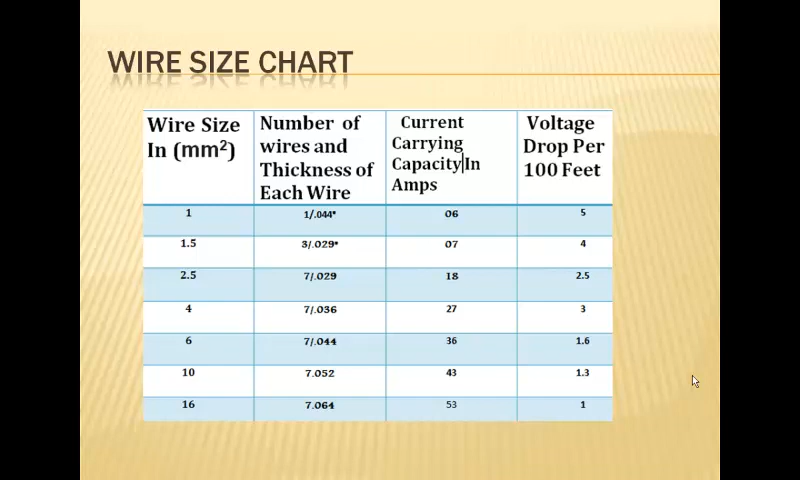 WIRE SIZE CHART
Wire Size In (mm²)
Number of wires and Thickness of Each Wire
Current Carrying Capacity In Amps
Voltage Drop Per 100 Feet
1 1/.044" 06 5
1.5 3/.029" 07 4
2.5 7/.029 18 2.5
4 7/.036 27 3
6 7/.044 36 1.6
10 7.052 43 1.3
16 7.064 53 1